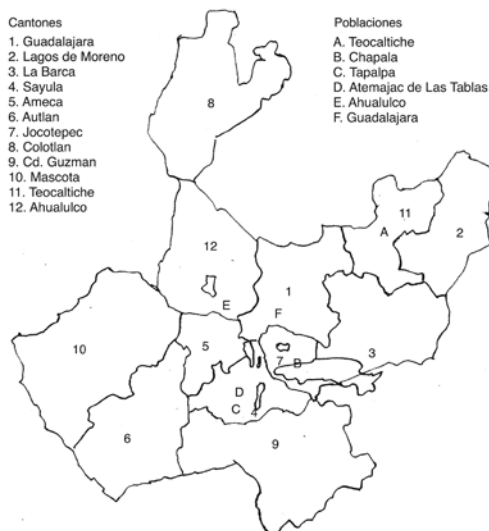 Cantones
1. Guadalajara
2. Lagos de Moreno
3. La Barca
4. Sayula
5. Ameca
6. Autlan
7. Jocotepec
8. Colotlan
9. Cd. Guzman
10. Mascota
11. Teocaltiche
12. Ahualulco
Poblaciones
A. Teocaltiche
B. Chapala
C. Tapalpa
D. Atemajac de Las Tablas
E. Ahualulco
F. Guadalajara
8
11
A
2
12
1
E
F
10
5
7
B
3
D
C
4
6
9